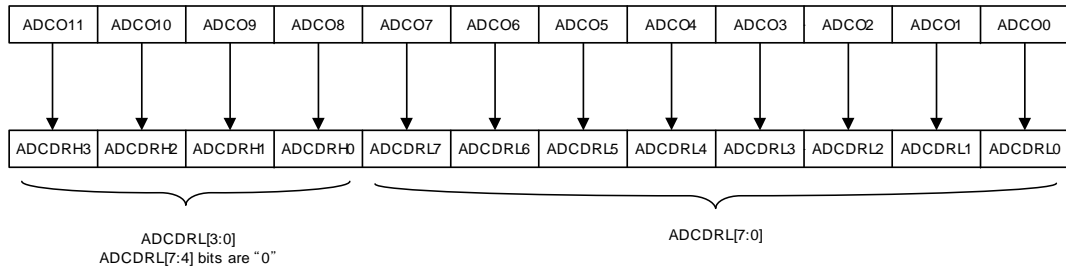 ADCO11 ADCO10 ADCO9 ADCO8 ADCO7 ADCO6 ADCO5 ADCO4 ADCO3 ADCO2 ADCO1 ADCO0
ADCDRH3 ADCDRH2 ADCDRH1 ADCDRH0 ADCDRL7 ADCDRL6 ADCDRL5 ADCDRL4 ADCDRL3 ADCDRL2 ADCDRL1 ADCDRL0
ADCDRL[3:0]
ADCDRL[7:4] bits are “0”
ADCDRL[7:0]